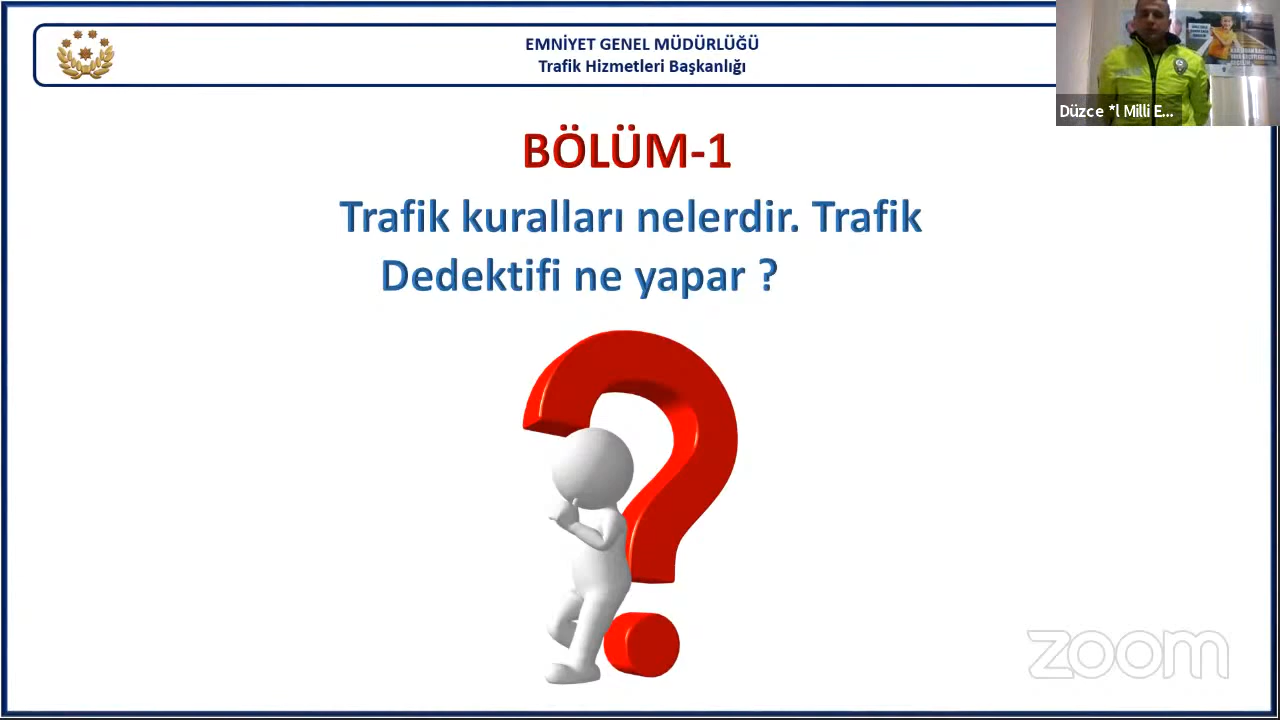 EMNİYET GENEL MÜDÜRLÜĞÜ
Trafik Hizmetleri Başkanlığı
Düzce *l Milli E...
BÖLÜM-1
Trafik kuralları nelerdir. Trafik
Dedektifi ne yapar ?
zoom